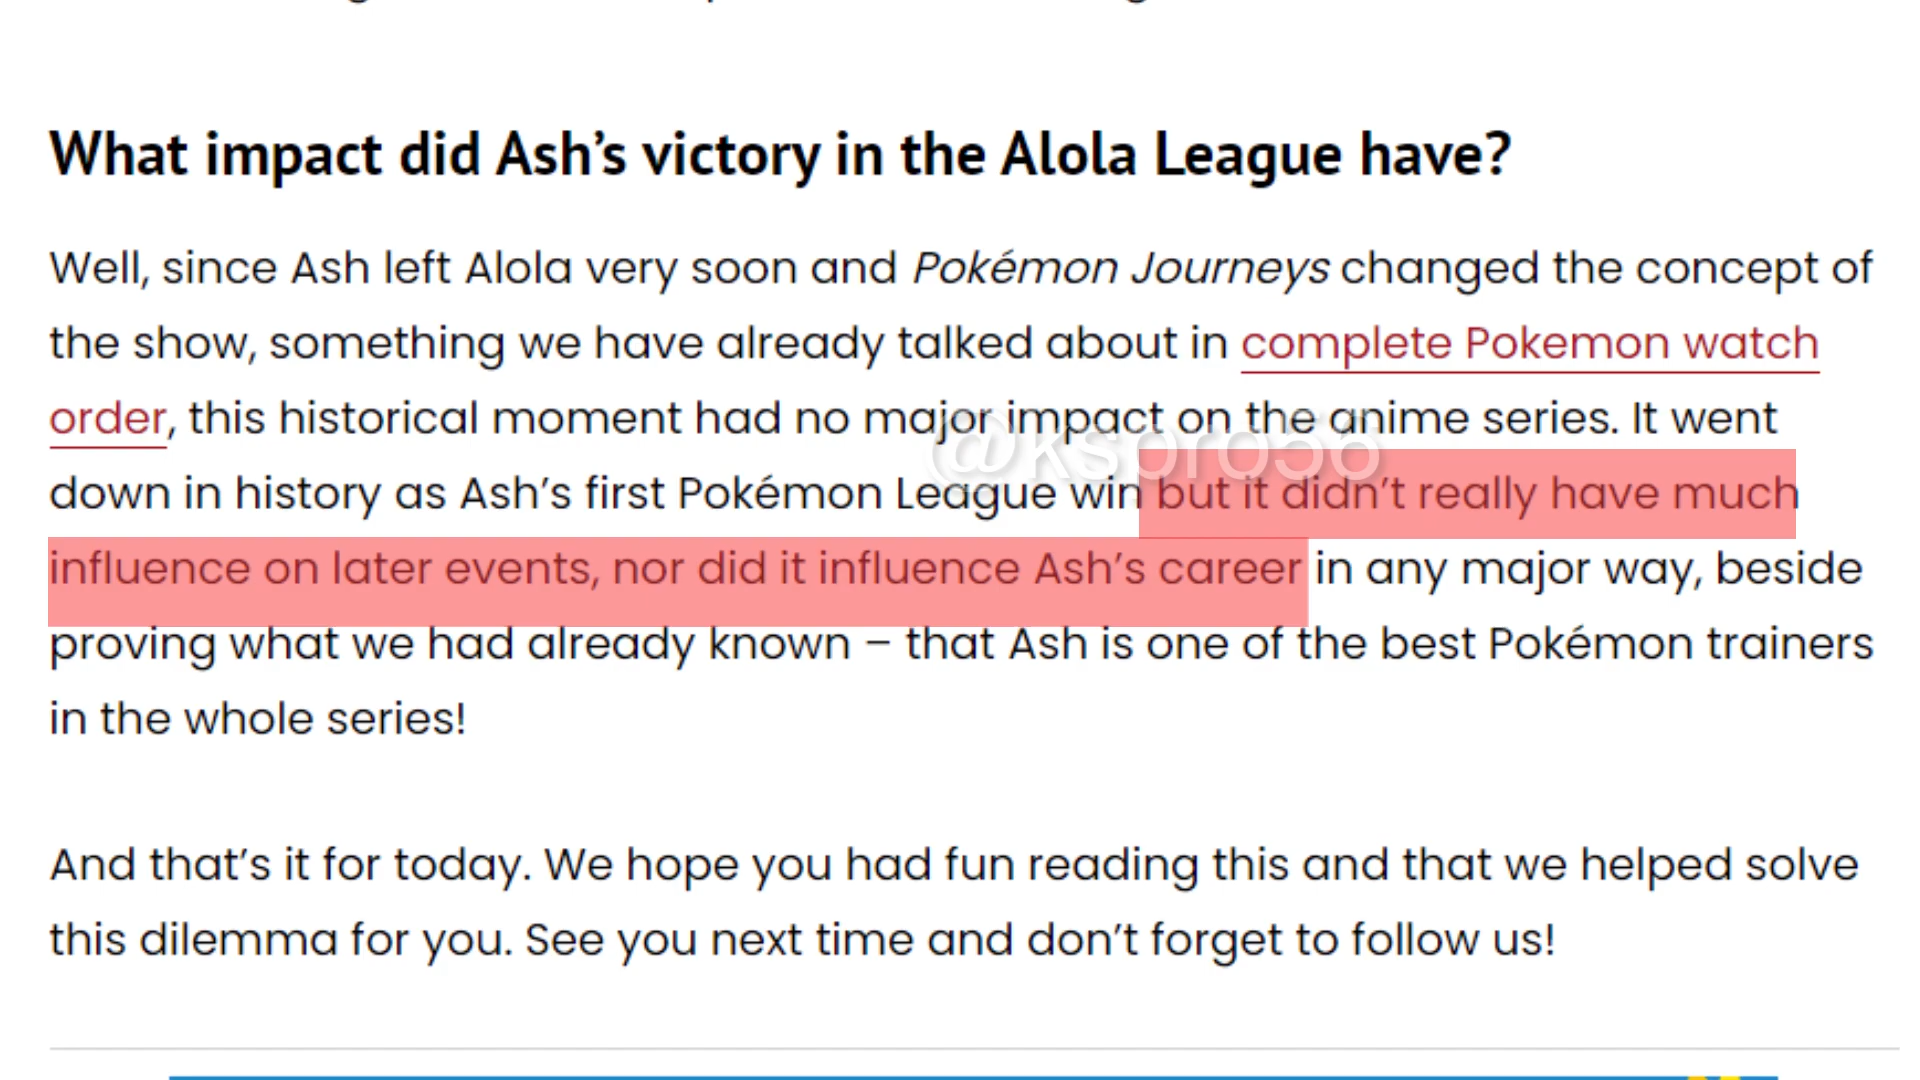 What impact did Ash’s victory in the Alola League have?
Well, since Ash left Alola very soon and Pokémon Journeys changed the concept of
the show, something we have already talked about in complete Pokemon watch
order, this historical moment had no major impact on the anime series. It went
@kspro56
down in history as Ash’s first Pokémon League win but it didn’t really have much
influence on later events, nor did it influence Ash’s career in any major way, beside
proving what we had already known – that Ash is one of the best Pokémon trainers
in the whole series!
And that’s it for today. We hope you had fun reading this and that we helped solve
this dilemma for you. See you next time and don’t forget to follow us!